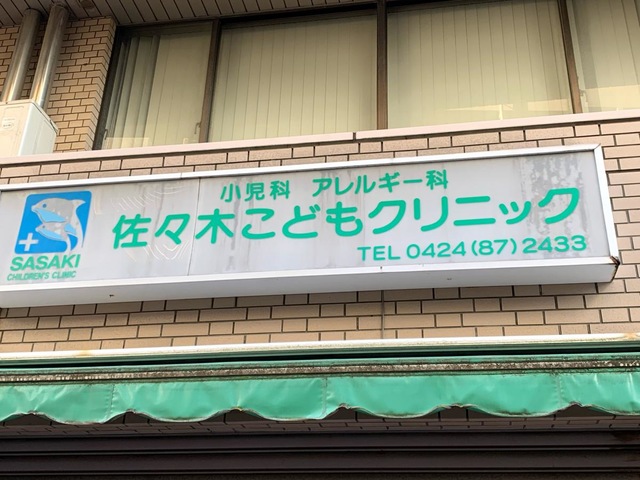 小児科 アレルギー科
佐々木こどもクリニック
TEL 0424(87)2433
SASAKI
CHILDREN'S CLINIC